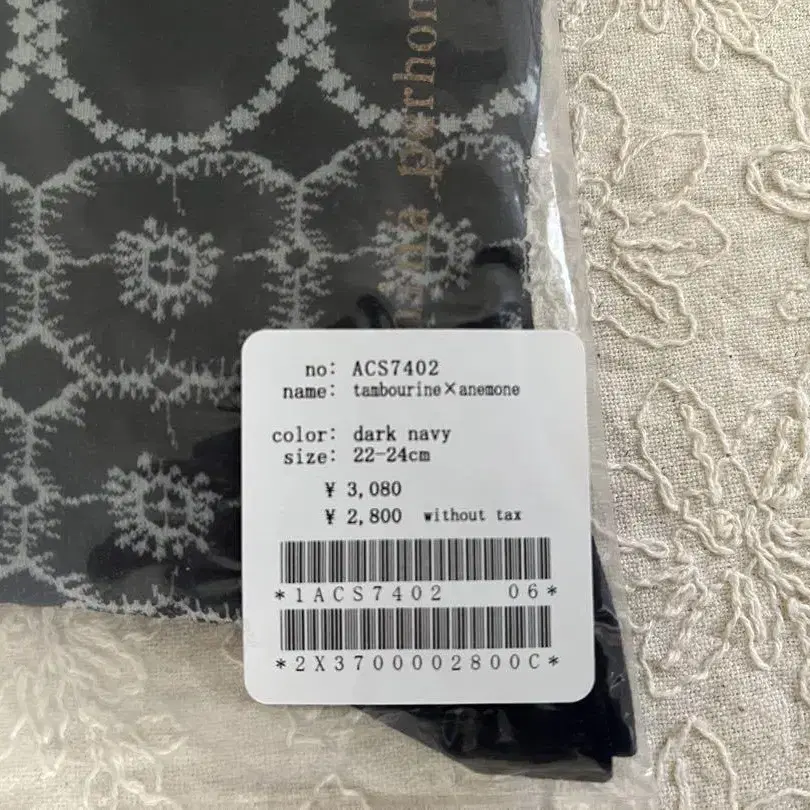 perhon
no: ACS7402
name: tambourine×anemone
color: dark navy
size: 22-24cm
¥ 3,080
¥ 2,800 without tax
*1ACS7402 06*
*2X3700002800C*